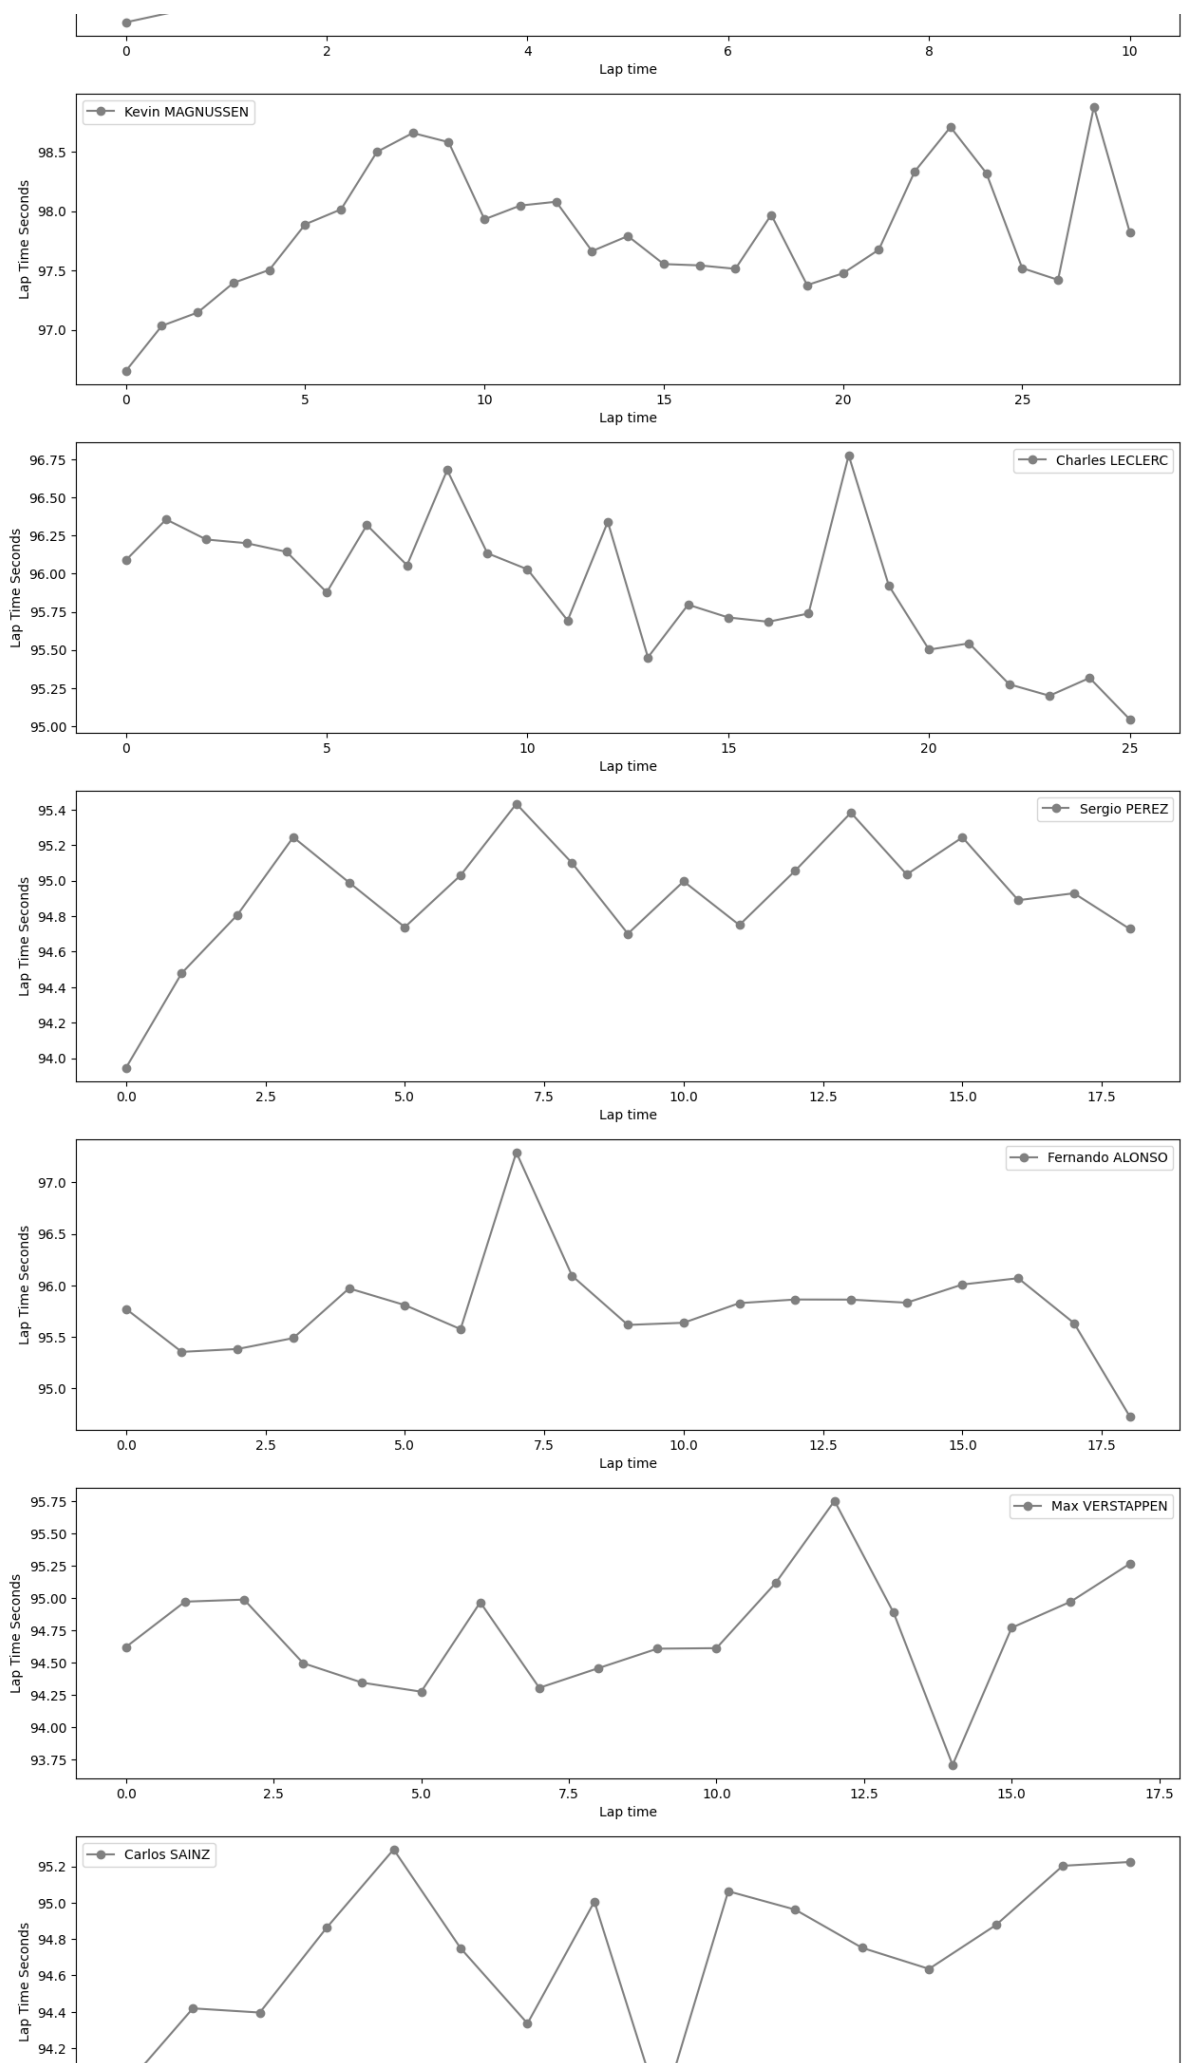 0 2 4 6 8 10
Lap time
Kevin MAGNUSSEN
Lap Time Seconds
98.5
98.0
97.5
97.0
0 5 10 15 20 25
Lap time
Charles LECLERC
Lap Time Seconds
96.75
96.50
96.25
96.00
95.75
95.50
95.25
95.00
0 5 10 15 20 25
Lap time
Sergio PEREZ
Lap Time Seconds
95.4
95.2
95.0
94.8
94.6
94.4
94.2
94.0
0.0 2.5 5.0 7.5 10.0 12.5 15.0 17.5
Lap time
Fernando ALONSO
Lap Time Seconds
97.0
96.5
96.0
95.5
95.0
0.0 2.5 5.0 7.5 10.0 12.5 15.0 17.5
Lap time
Max VERSTAPPEN
Lap Time Seconds
95.75
95.50
95.25
95.00
94.75
94.50
94.25
94.00
93.75
0.0 2.5 5.0 7.5 10.0 12.5 15.0 17.5
Lap time
Carlos SAINZ
Lap Time Seconds
95.2
95.0
94.8
94.6
94.4
94.2